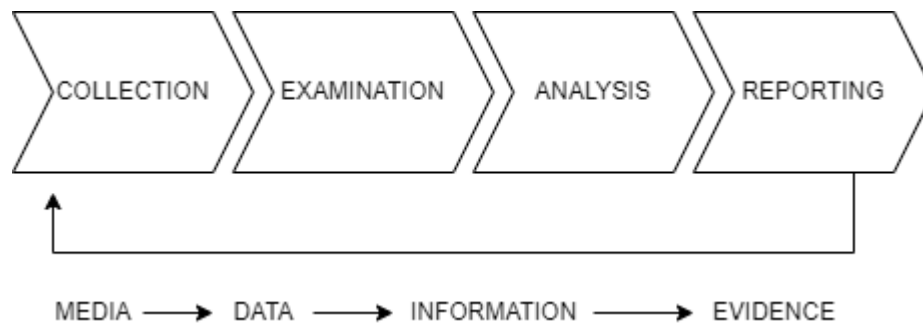 COLLECTION EXAMINATION ANALYSIS REPORTING
MEDIA DATA INFORMATION EVIDENCE